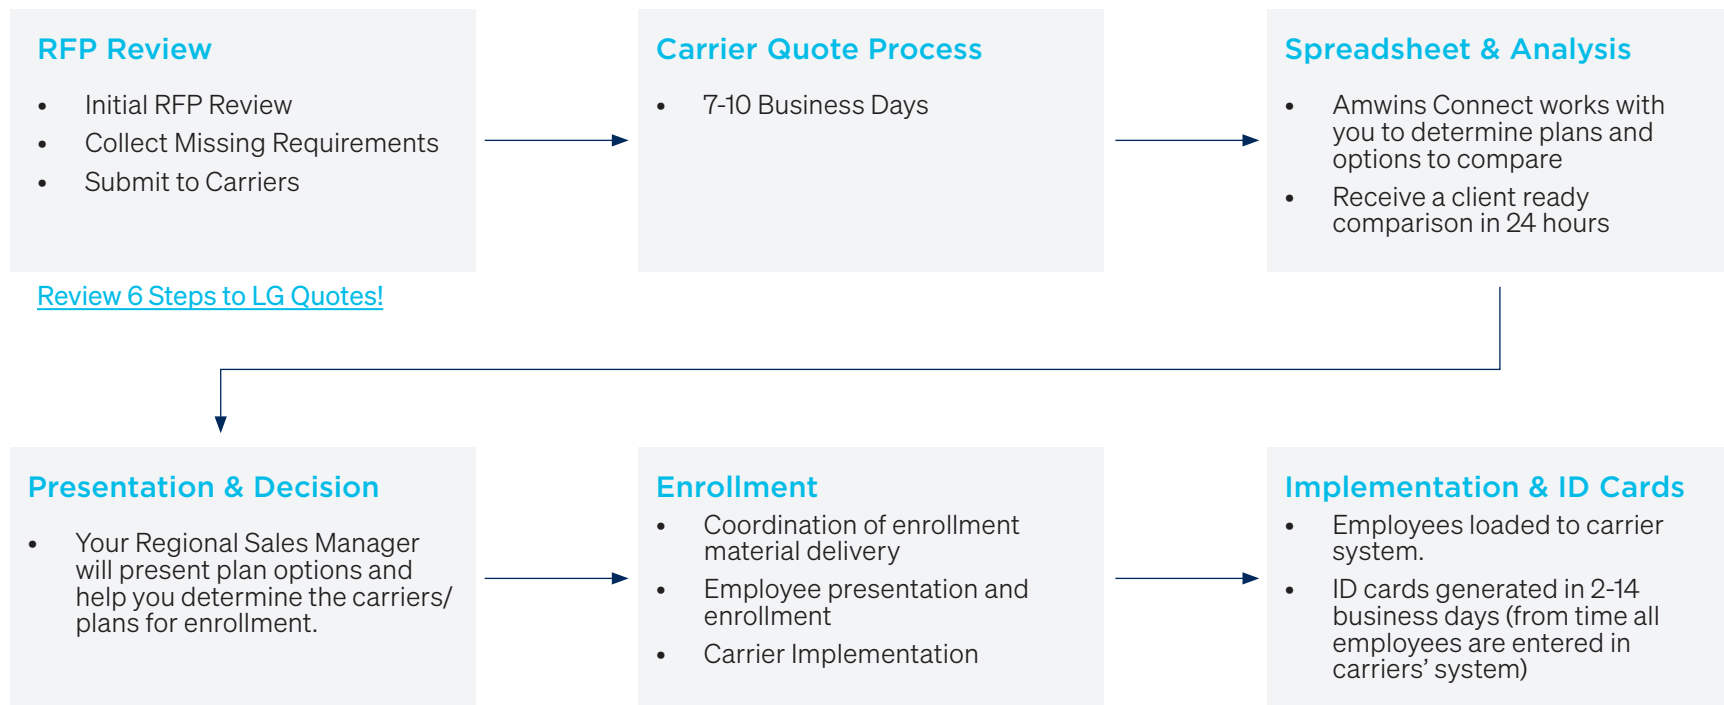 RFP Review
• Initial RFP Review
• Collect Missing Requirements
• Submit to Carriers
Review 6 Steps to LG Quotes!
Carrier Quote Process
• 7-10 Business Days
Spreadsheet & Analysis
• Amwins Connect works with
you to determine plans and
options to compare
• Receive a client ready
comparison in 24 hours
Presentation & Decision
• Your Regional Sales Manager
will present plan options and
help you determine the carriers/
plans for enrollment.
Enrollment
• Coordination of enrollment
material delivery
• Employee presentation and
enrollment
• Carrier Implementation
Implementation & ID Cards
• Employees loaded to carrier
system.
• ID cards generated in 2-14
business days (from time all
employees are entered in
carriers’ system)